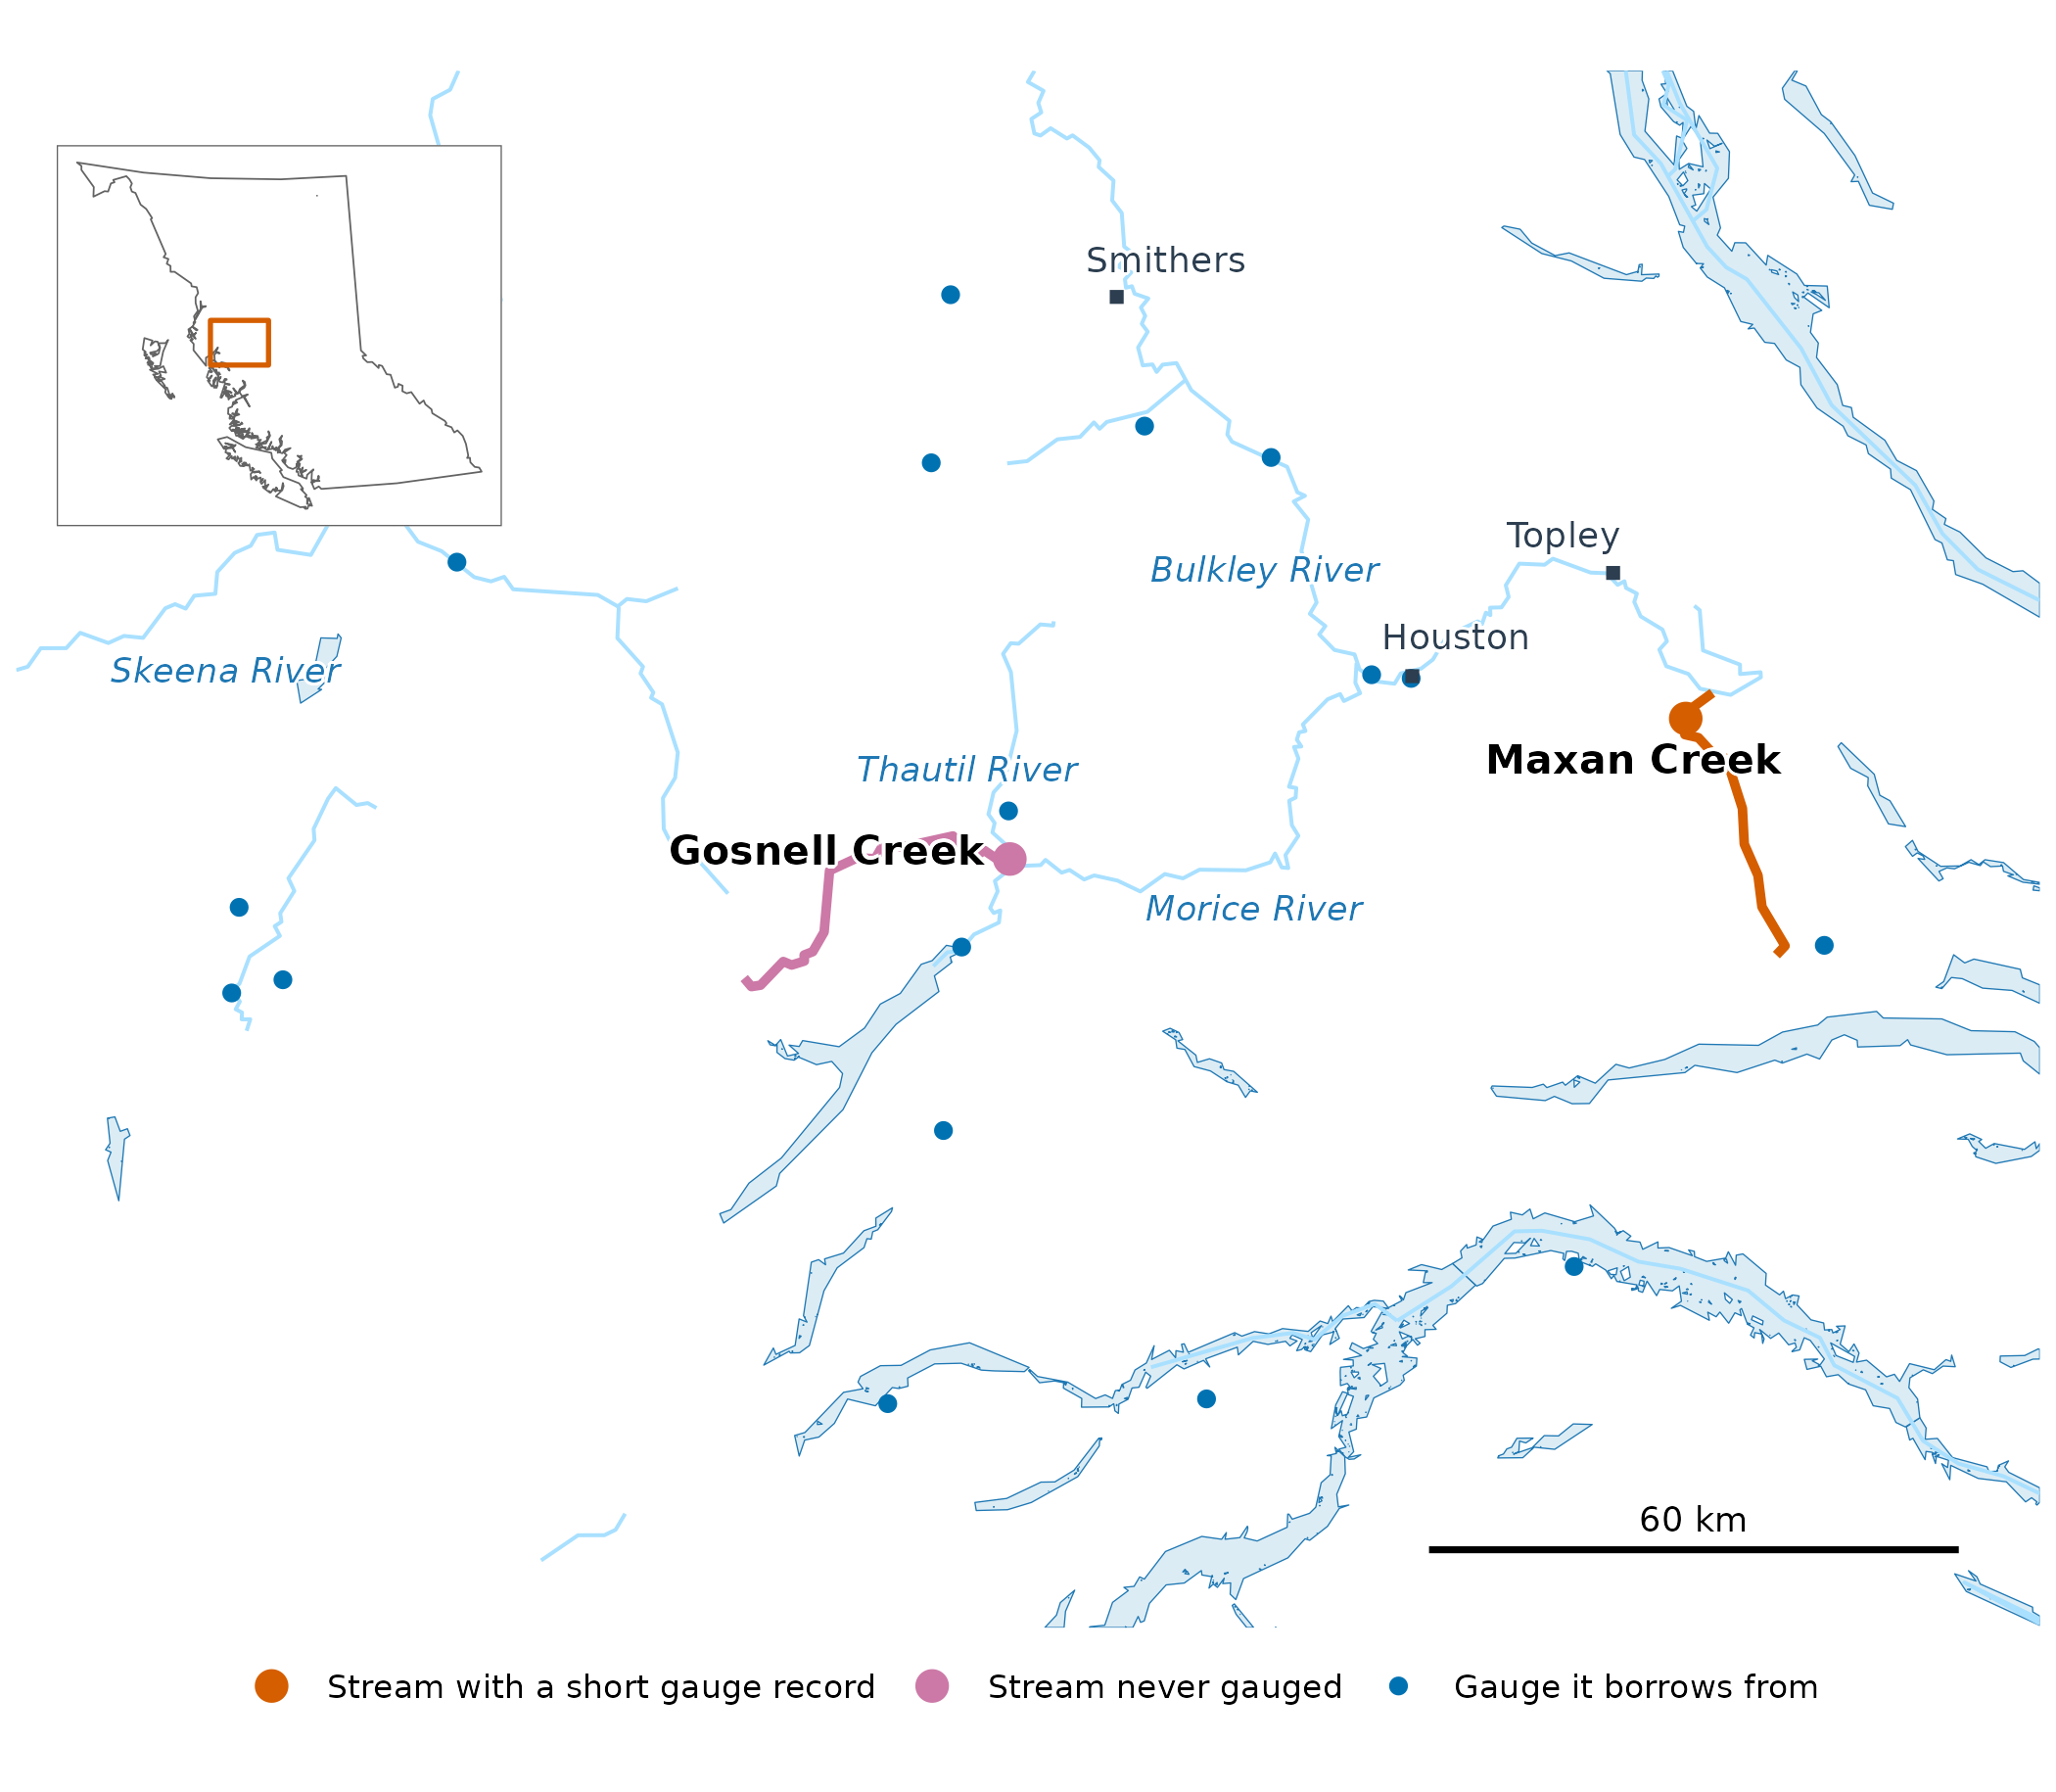 Smithers
Topley
Bulkley River
Houston
Skeena River
Maxan Creek
Thautil River
Gosnell Creek
Morice River
60 km
Stream with a short gauge record
Stream never gauged
Gauge it borrows from